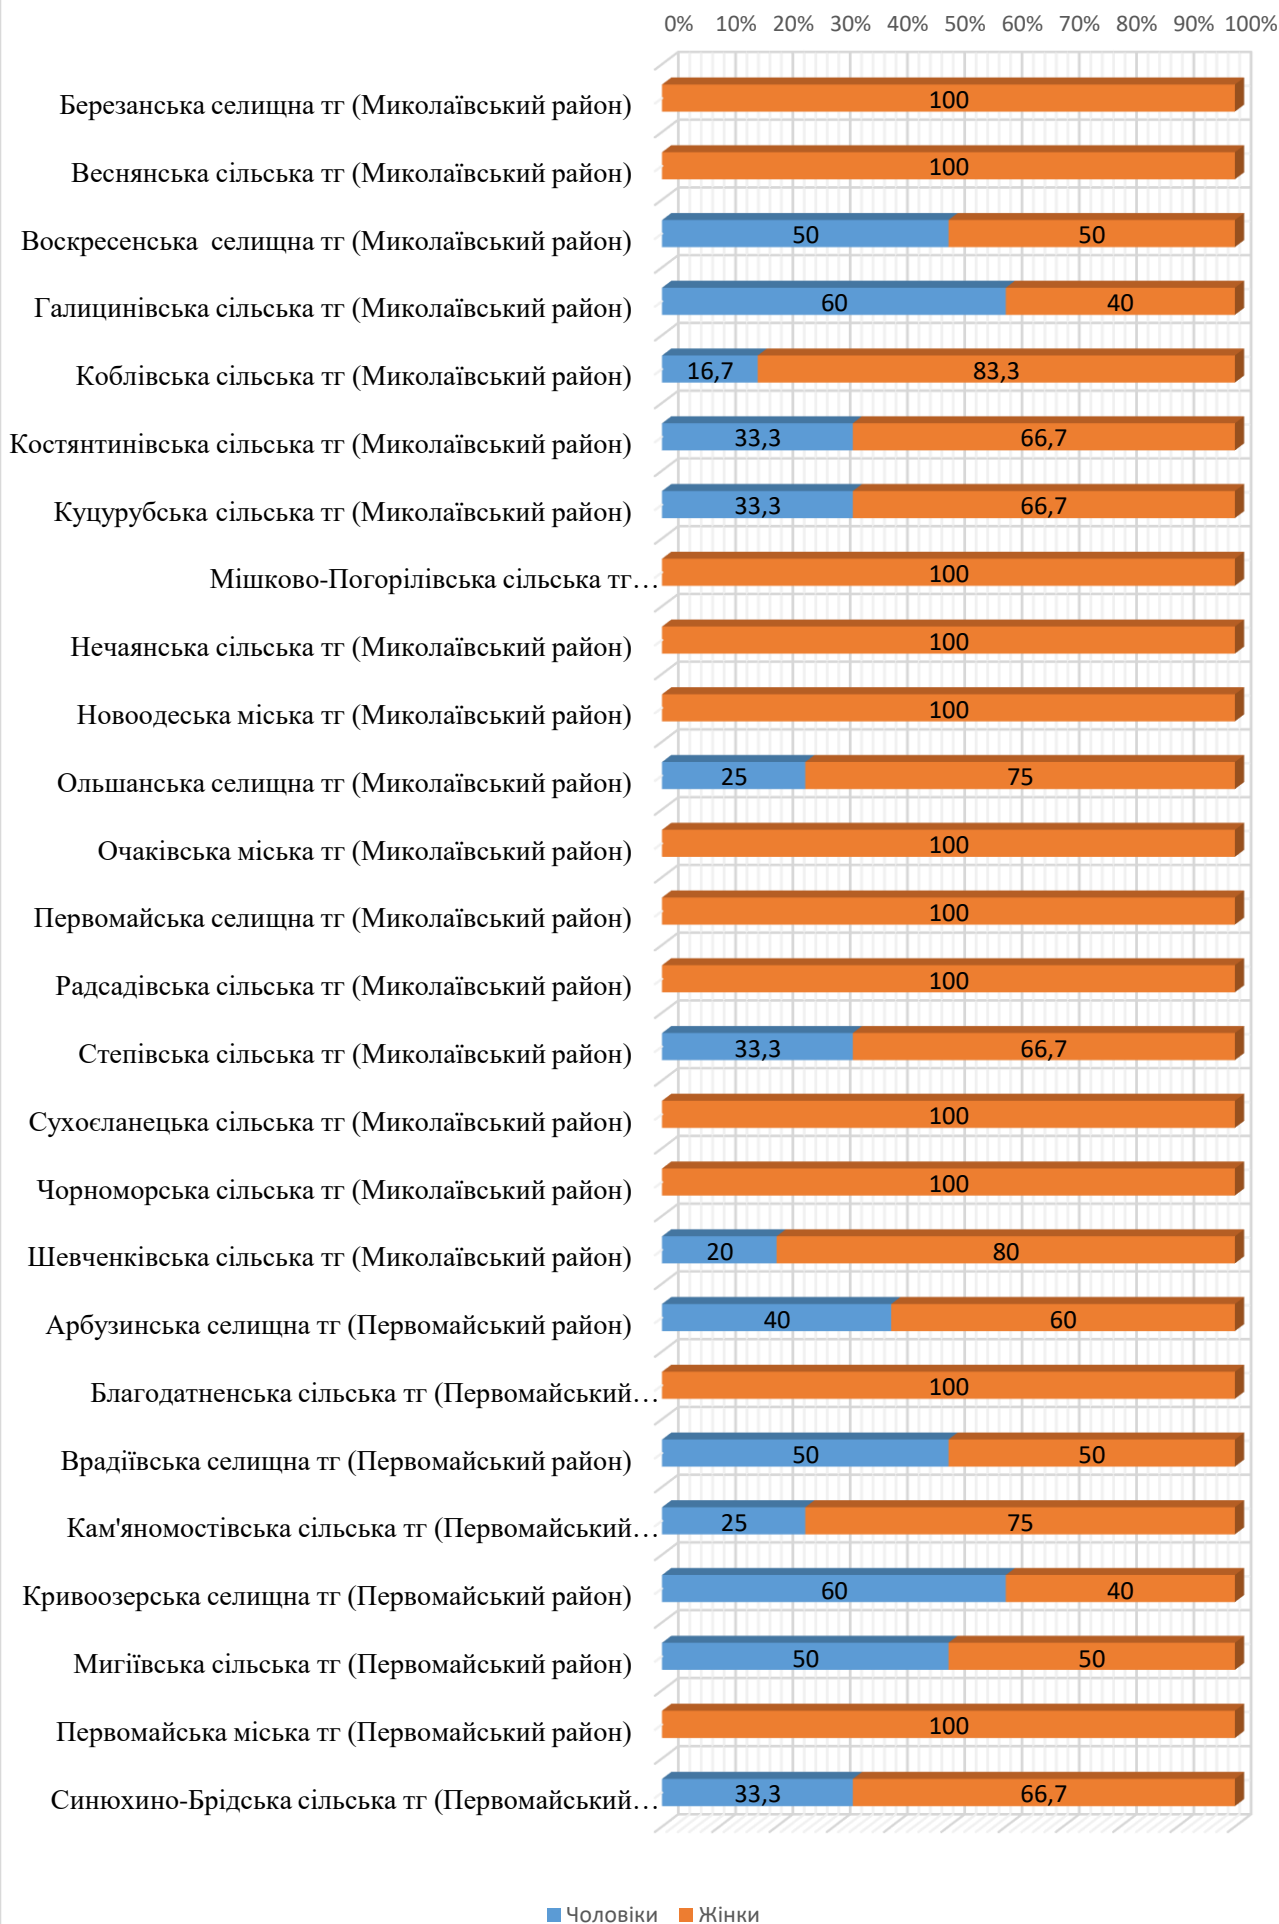 0% 10% 20% 30% 40% 50% 60% 70% 80% 90% 100%
Березанська селищна тг (Миколаївський район) 100
Веснянська сільська тг (Миколаївський район) 100
Воскресенська селищна тг (Миколаївський район) 50 50
Галицинівська сільська тг (Миколаївський район) 60 40
Коблівська сільська тг (Миколаївський район) 16,7 83,3
Костянтинівська сільська тг (Миколаївський район) 33,3 66,7
Куцурубська сільська тг (Миколаївський район) 33,3 66,7
Мішково-Погорілівська сільська тг… 100
Нечаянська сільська тг (Миколаївський район) 100
Новоодеська міська тг (Миколаївський район) 100
Ольшанська селищна тг (Миколаївський район) 25 75
Очаківська міська тг (Миколаївський район) 100
Первомайська селищна тг (Миколаївський район) 100
Радсадівська сільська тг (Миколаївський район) 100
Степівська сільська тг (Миколаївський район) 33,3 66,7
Сухоєланецька сільська тг (Миколаївський район) 100
Чорноморська сільська тг (Миколаївський район) 100
Шевченківська сільська тг (Миколаївський район) 20 80
Арбузинська селищна тг (Первомайський район) 40 60
Благодатненська сільська тг (Первомайський… 100
Врадіївська селищна тг (Первомайський район) 50 50
Кам'яномостівська сільська тг (Первомайський… 25 75
Кривоозерська селищна тг (Первомайський район) 60 40
Мигіївська сільська тг (Первомайський район) 50 50
Первомайська міська тг (Первомайський район) 100
Синюхино-Брідська сільська тг (Первомайський… 33,3 66,7
Чоловіки Жінки